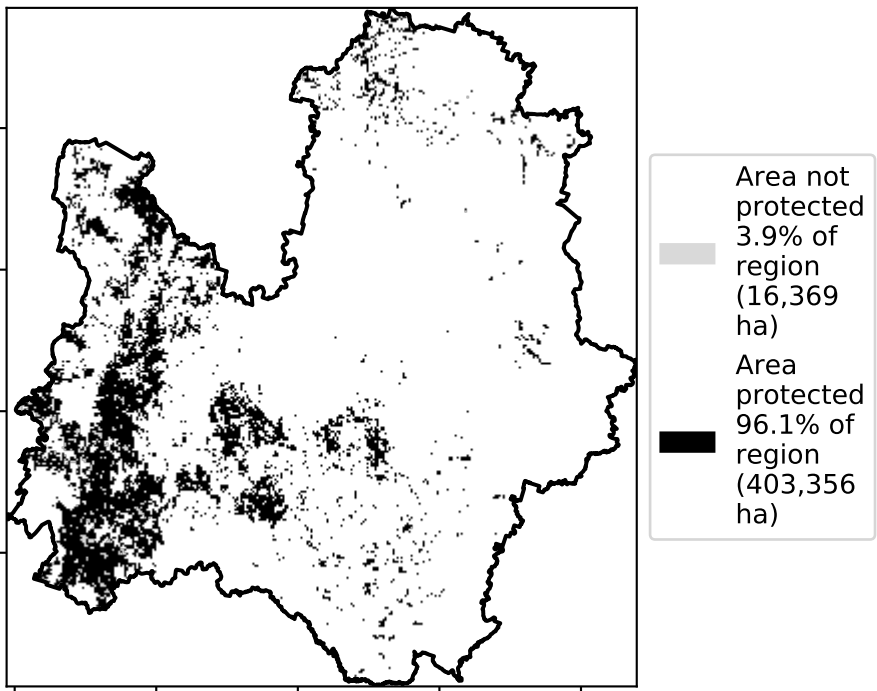 Area not
protected
3.9% of
region
(16,369
ha)
Area
protected
96.1% of
region
(403,356
ha)